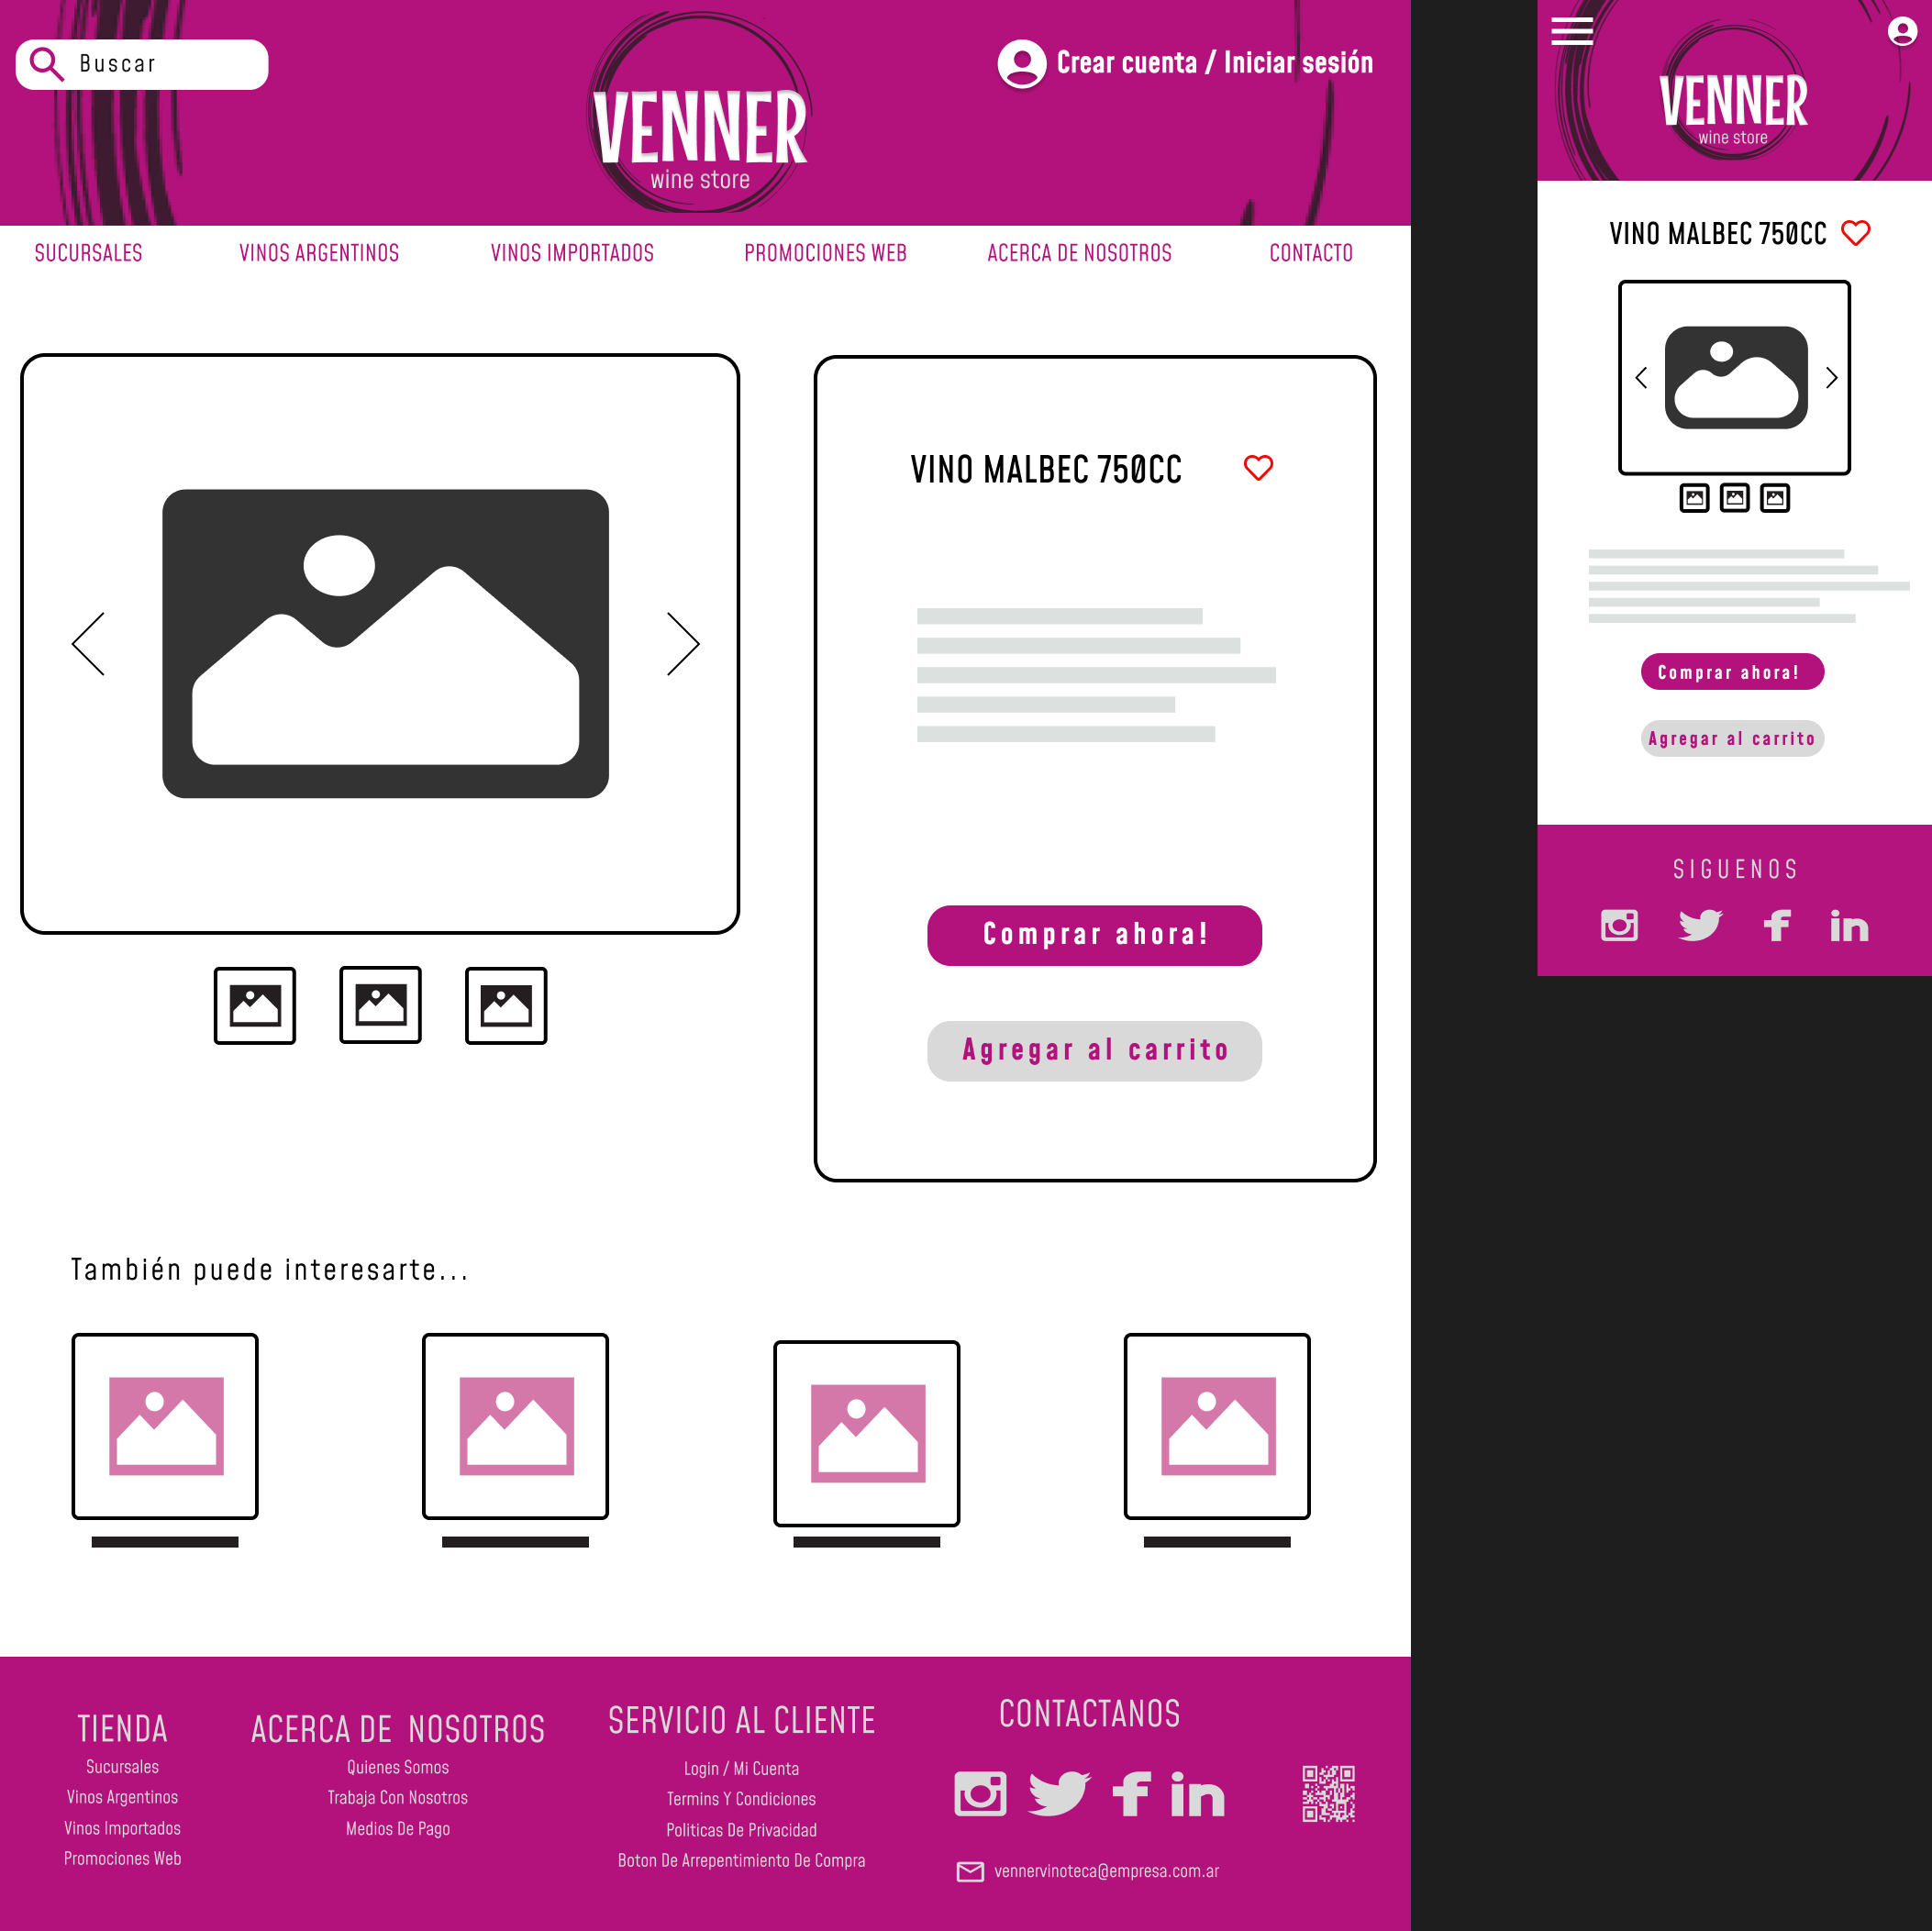 Buscar
VENNER
wine store
Crear cuenta / Iniciar sesión
SUCURSALES
VINOS ARGENTINOS
VINOS IMPORTADOS
PROMOCIONES WEB
ACERCA DE NOSOTROS
CONTACTO
VINO MALBEC 750CC
Comprar ahora!
Agregar al carrito
También puede interesarte...
TIENDA
Sucursales
Vinos Argentinos
Vinos Importados
Promociones Web
ACERCA DE NOSOTROS
Quienes Somos
Trabaja Con Nosotros
Medios De Pago
SERVICIO AL CLIENTE
Login / Mi Cuenta
Termins Y Condiciones
Politicas De Privacidad
Boton De Arrepentimiento De Compra
CONTACTANOS
vennervinoteca@empresa.com.ar
VENNER
wine store
VINO MALBEC 750CC
Comprar ahora!
Agregar al carrito
SIGUENOS